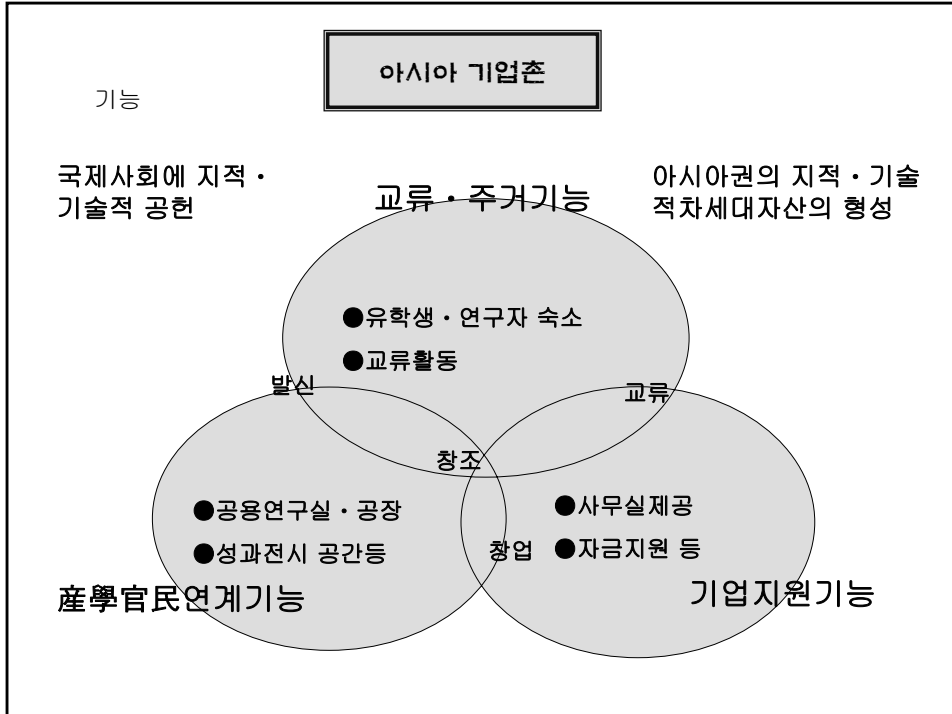 아시아 기업촌
기능
국제사회에 지적・
기술적 공헌
교류・주거기능
아시아권의 지적・기술
적차세대자산의 형성
●유학생・연구자 숙소
●교류활동
발신
교류
창조
●공용연구실・공장
●성과전시 공간등
창업
●사무실제공
●자금지원 등
産學官民연계기능
기업지원기능